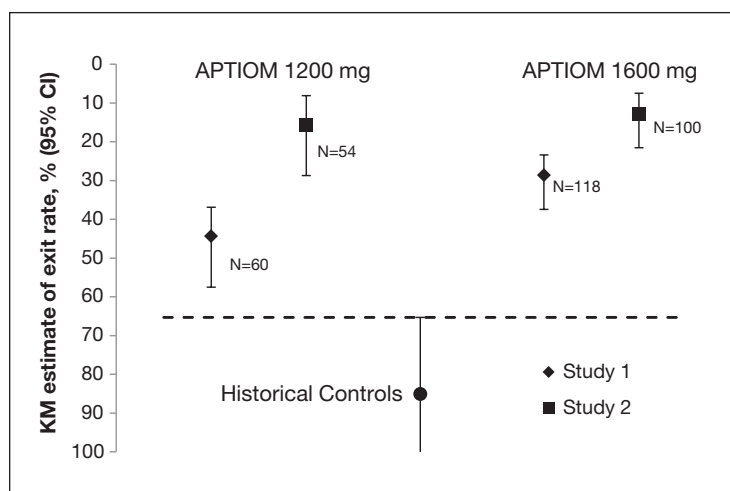 KM estimate of exit rate, % (95% CI)
0
10
20
30
40
50
60
70
80
90
100
APTIOM 1200 mg
APTIOM 1600 mg
N=54
N=100
N=118
N=60
Historical Controls
Study 1
Study 2